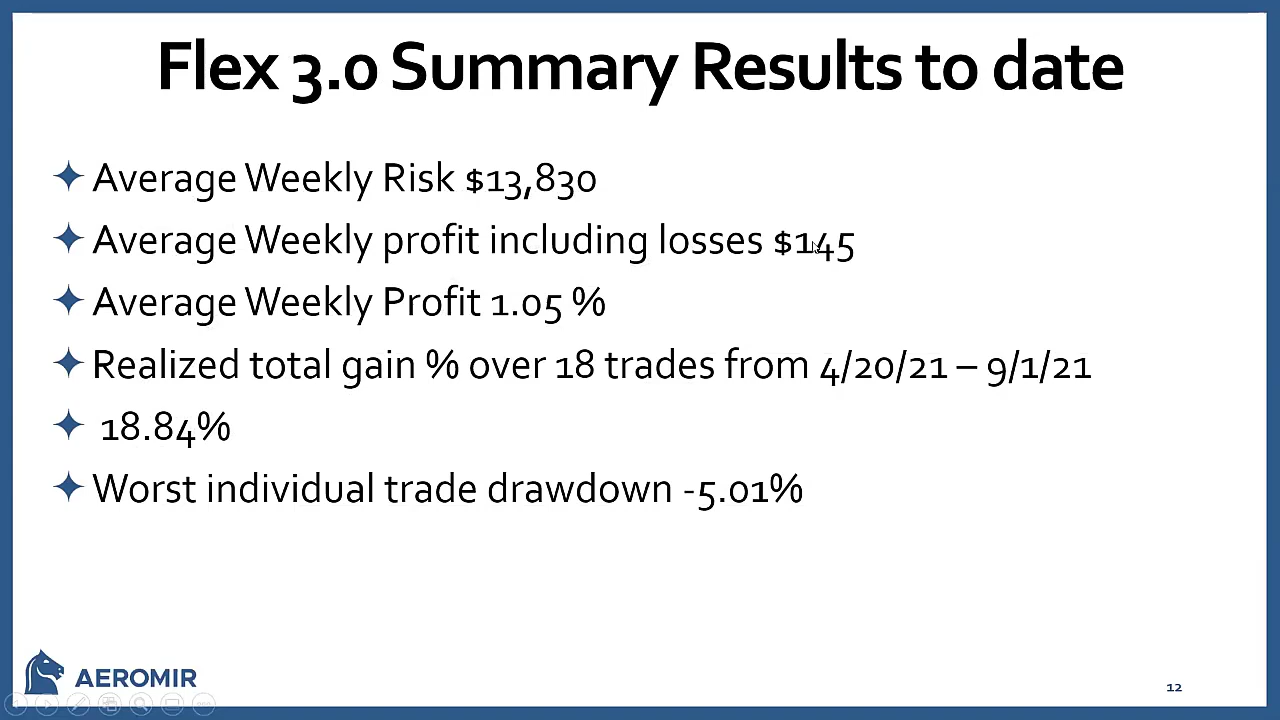 Flex 3.0 Summary Results to date
Average Weekly Risk $13,830
Average Weekly profit including losses $145
Average Weekly Profit 1.05 %
Realized total gain % over 18 trades from 4/20/21 – 9/1/21
18.84%
Worst individual trade drawdown -5.01%
AEROMIR
12